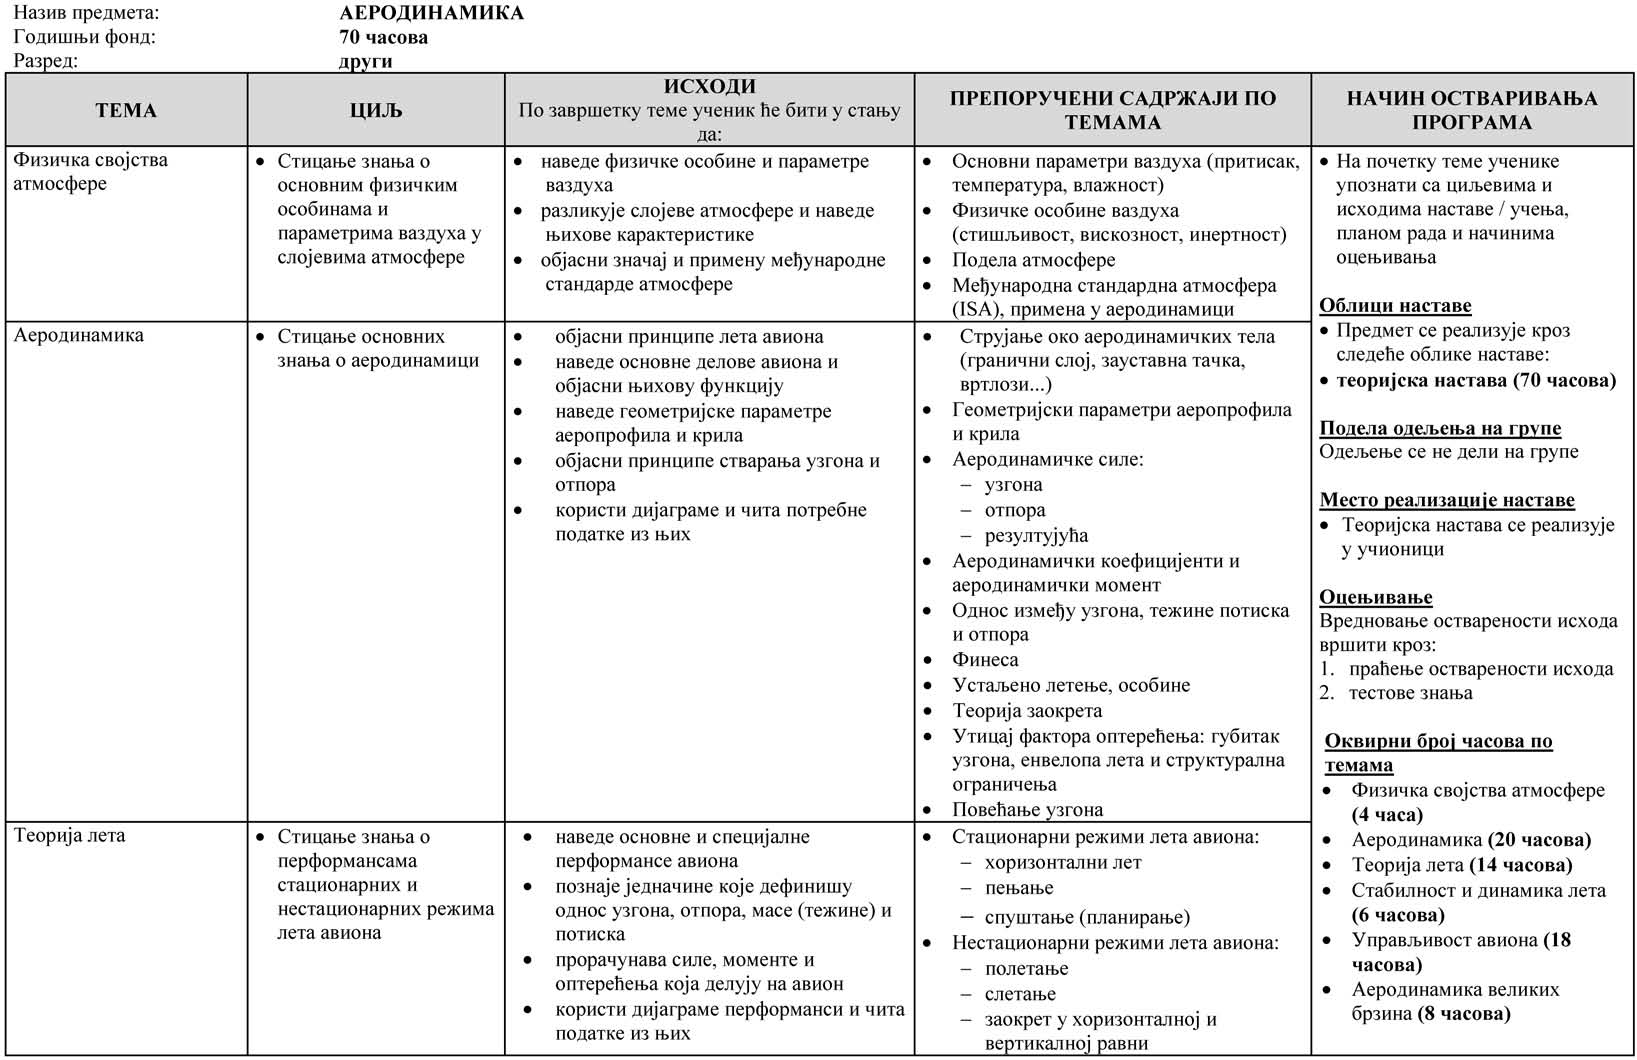 Назив предмета: АЕРОДИНАМИКА
Годишњи фонд: 70 часова
Разред: други
ТЕМА
ЦИЉ
ИСХОДИ
По завршетку теме ученик ће бити у стању
да:
ПРЕПОРУЧЕНИ САДРЖАЈИ ПО
ТЕМАМА
НАЧИН ОСТВАРИВАЊА
ПРОГРАМА
Физичка својства
атмосфере
• Стицање знања о
основним физичким
особинама и
параметрима ваздуха у
слојевима атмосфере
• наведе физичке особине и параметре
ваздуха
• разликује слојеве атмосфере и наведе
њихове карактеристике
• објасни значај и примену међународне
стандарде атмосфере
• Основни параметри ваздуха (притисак,
температура, влажност)
• Физичке особине ваздуха
(стишљивост, вискозност, инертност)
• Подела атмосфере
• Међународна стандардна атмосфера
(ISA), примена у аеродинамици
Аеродинамика
• Стицање основних
знања о аеродинамици
• објасни принципе лета авиона
• наведе основне делове авиона и
објасни њихову функцију
• наведе геометријске параметре
аеропрофила и крила
• објасни принципе стварања узгона и
отпора
• користи дијаграме и чита потребне
податке из њих
• Струјање око аеродинамичких тела
(гранични слој, зауставна тачка,
вртлози...)
• Геометријски параметри аеропрофила
и крила
• Аеродинамичке силе:
– узгона
– отпора
– резултујућа
• Аеродинамички коефицијенти и
аеродинамички момент
• Однос између узгона, тежине потиска
и отпора
• Финеса
• Устаљено летење, особине
• Теорија заокрета
• Утицај фактора оптерећења: губитак
узгона, енвелопа лета и структурална
ограничења
• Повећање узгона
Теорија лета
• Стицање знања о
перформансама
стационарних и
нестационарних режима
лета авиона
• наведе основне и специјалне
перформансе авиона
• познаје једначине које дефинишу
однос узгона, отпора, масе (тежине) и
потиска
• прорачунава силе, моменте и
оптерећења која делују на авион
• користи дијаграме перформанси и чита
податке из њих
• Стационарни режими лета авиона:
– хоризонтални лет
– пењање
– спуштање (планирање)
• Нестационарни режими лета авиона:
– полетање
– слетање
– заокрет у хоризонталној и
вертикалној равни
• На почетку теме ученике
упознати са циљевима и
исходима наставе / учења,
планом рада и начинима
оцењивања
Облици наставе
• Предмет се реализује кроз
следеће облике наставе:
• теоријска настава (70 часова)
Подела одељења на групе
Одељење се не дели на групе
Место реализације наставе
• Теоријска настава се реализује
у учионици
Оцењивање
Вредновање остварености исхода
вршити кроз:
1. праћење остварености исхода
2. тестове знања
Оквирни број часова по
темама
• Физичка својства атмосфере
(4 часа)
• Аеродинамика (20 часова)
• Теорија лета (14 часова)
• Стабилност и динамика лета
(6 часова)
• Управљивост авиона (18
часова)
• Аеродинамика великих
брзина (8 часова)